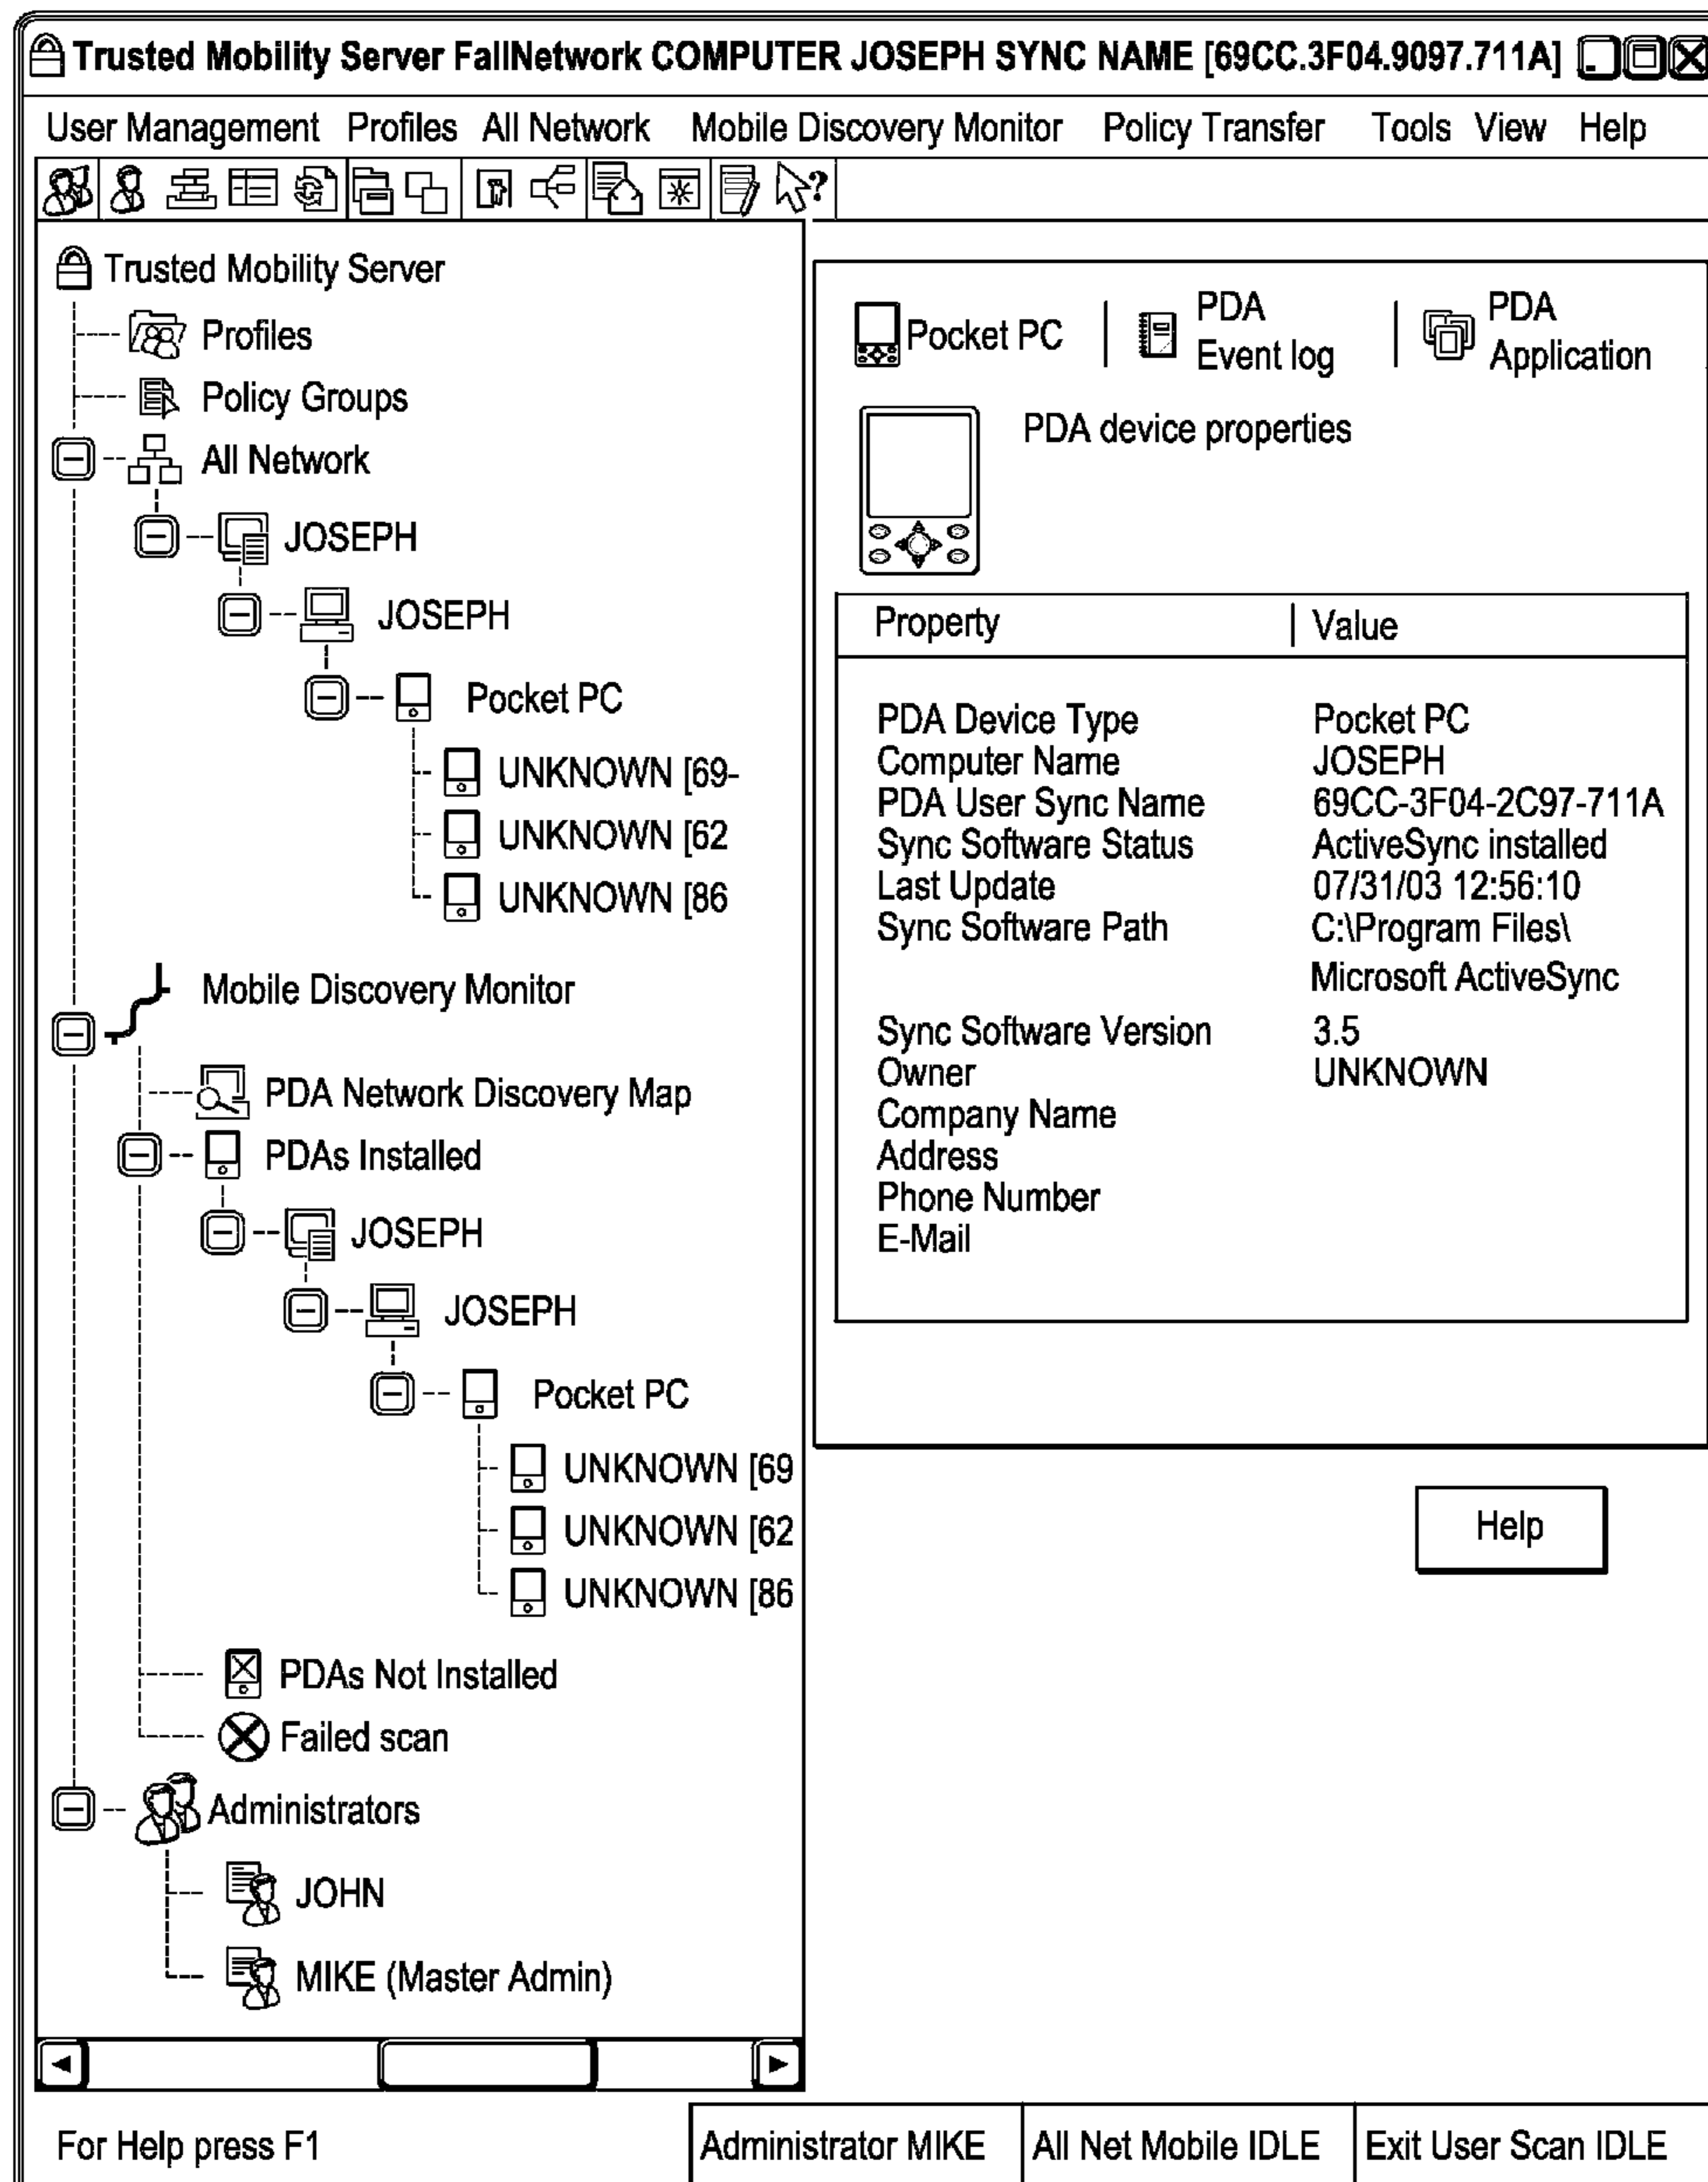 Trusted Mobility Server FallNetwork COMPUTER JOSEPH SYNC NAME [69CC.3F04.9097.711A]
User Management Profiles All Network Mobile Discovery Monitor Policy Transfer Tools View Help
Trusted Mobility Server
Profiles
Policy Groups
All Network
JOSEPH
JOSEPH
Pocket PC
UNKNOWN [69-
UNKNOWN [62
UNKNOWN [86
Mobile Discovery Monitor
PDA Network Discovery Map
PDAs Installed
JOSEPH
JOSEPH
Pocket PC
UNKNOWN [69
UNKNOWN [62
UNKNOWN [86
PDAs Not Installed
Failed scan
Administrators
JOHN
MIKE (Master Admin)
Pocket PC | PDA Event log | PDA Application
PDA device properties
Property | Value
PDA Device Type Pocket PC
Computer Name JOSEPH
PDA User Sync Name 69CC-3F04-2C97-711A
Sync Software Status ActiveSync installed
Last Update 07/31/03 12:56:10
Sync Software Path C:\Program Files\
Microsoft ActiveSync
Sync Software Version 3.5
Owner UNKNOWN
Company Name
Address
Phone Number
E-Mail
Help
For Help press F1
Administrator MIKE
All Net Mobile IDLE
Exit User Scan IDLE